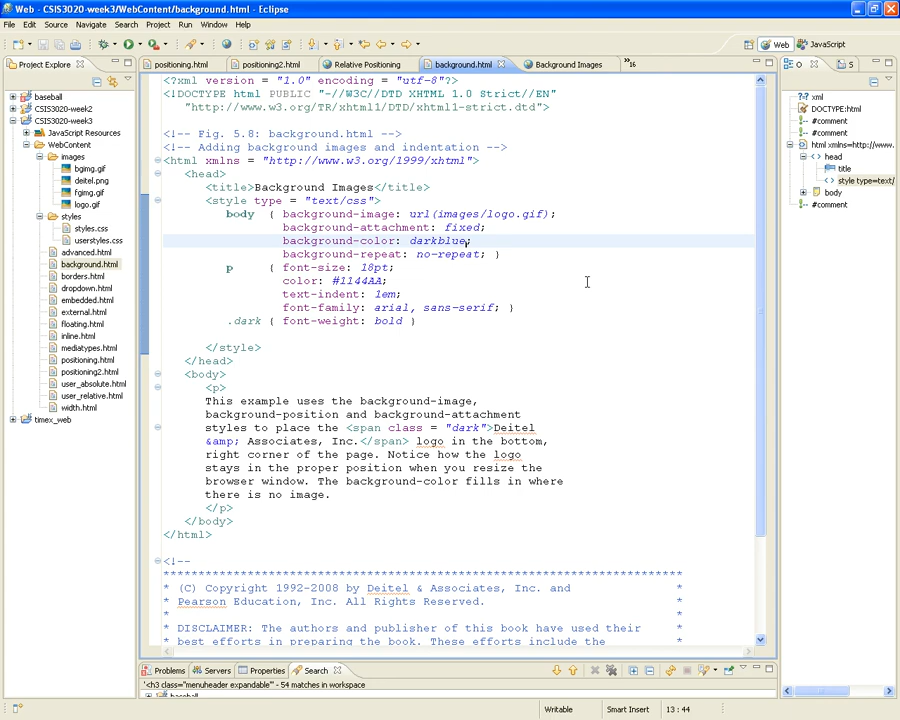 Web - CSIS3020-week3/WebContent/background.html - Eclipse
File Edit Source Navigate Search Project Run Window Help
Web JavaScript
Project Explore
positioning.html positioning2.html Relative Positioning background.html Background Images »16
O S
baseball
CSIS3020-week2
CSIS3020-week3
JavaScript Resources
WebContent
images
bgimg.gif
deitel.png
fgimg.gif
logo.gif
styles
styles.css
userstyles.css
advanced.html
background.html
borders.html
dropdown.html
embedded.html
external.html
floating.html
inline.html
mediatypes.html
positioning.html
positioning2.html
user_absolute.html
user_relative.html
width.html
timex_web
<?xml version = "1.0" encoding = "utf-8"?>
<!DOCTYPE html PUBLIC "-//W3C//DTD XHTML 1.0 Strict//EN"
"http://www.w3.org/TR/xhtml1/DTD/xhtml1-strict.dtd">
<!-- Fig. 5.8: background.html -->
<!-- Adding background images and indentation -->
<html xmlns = "http://www.w3.org/1999/xhtml">
<head>
<title>Background Images</title>
<style type = "text/css">
body { background-image: url(images/logo.gif);
background-attachment: fixed;
background-color: darkblue;
background-repeat: no-repeat; }
p { font-size: 18pt;
color: #1144AA;
text-indent: 1em;
font-family: arial, sans-serif; }
.dark { font-weight: bold }
</style>
</head>
<body>
<p>
This example uses the background-image,
background-position and background-attachment
styles to place the <span class = "dark">Deitel
&amp; Associates, Inc.</span> logo in the bottom,
right corner of the page. Notice how the logo
stays in the proper position when you resize the
browser window. The background-color fills in where
there is no image.
</p>
</body>
</html>
<!--
**************************************************************************
* (C) Copyright 1992-2008 by Deitel & Associates, Inc. and *
* Pearson Education, Inc. All Rights Reserved. *
* *
* DISCLAIMER: The authors and publisher of this book have used their *
* best efforts in preparing the book. These efforts include the *
xml
DOCTYPE:html
#comment
#comment
html xmlns=http://www.
head
title
style type=text/
body
#comment
Problems Servers Properties Search
'<h3 class="menuheader expandable"' - 54 matches in workspace
baseball
Writable Smart Insert 13 : 44